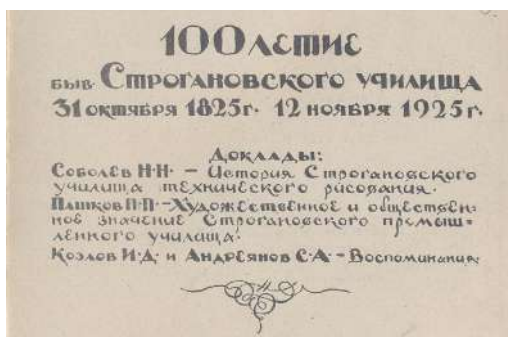 100летие
быв. Строгановского училища
31 октября 1825г. 12 ноября 1925г.
Доклады:
Соболев Н.Н. – История Строгановского
училища технического рисования.
Пашков П.П. – Художественное и обществен-
ное значение Строгановского промыш-
ленного училища.
Козлов И.Д. и Андреянов С.А. – Воспоминания.